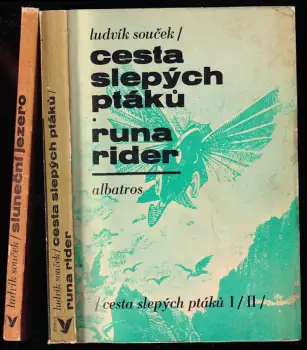 ludvík souček/
cesta
slepých
ptáků
.
runa
rider
albatros
/cesta slepých ptáků I/II/
ludvík souček/ cesta slepých ptáků/
runa rider
ludvík souček/ sluneční jezero